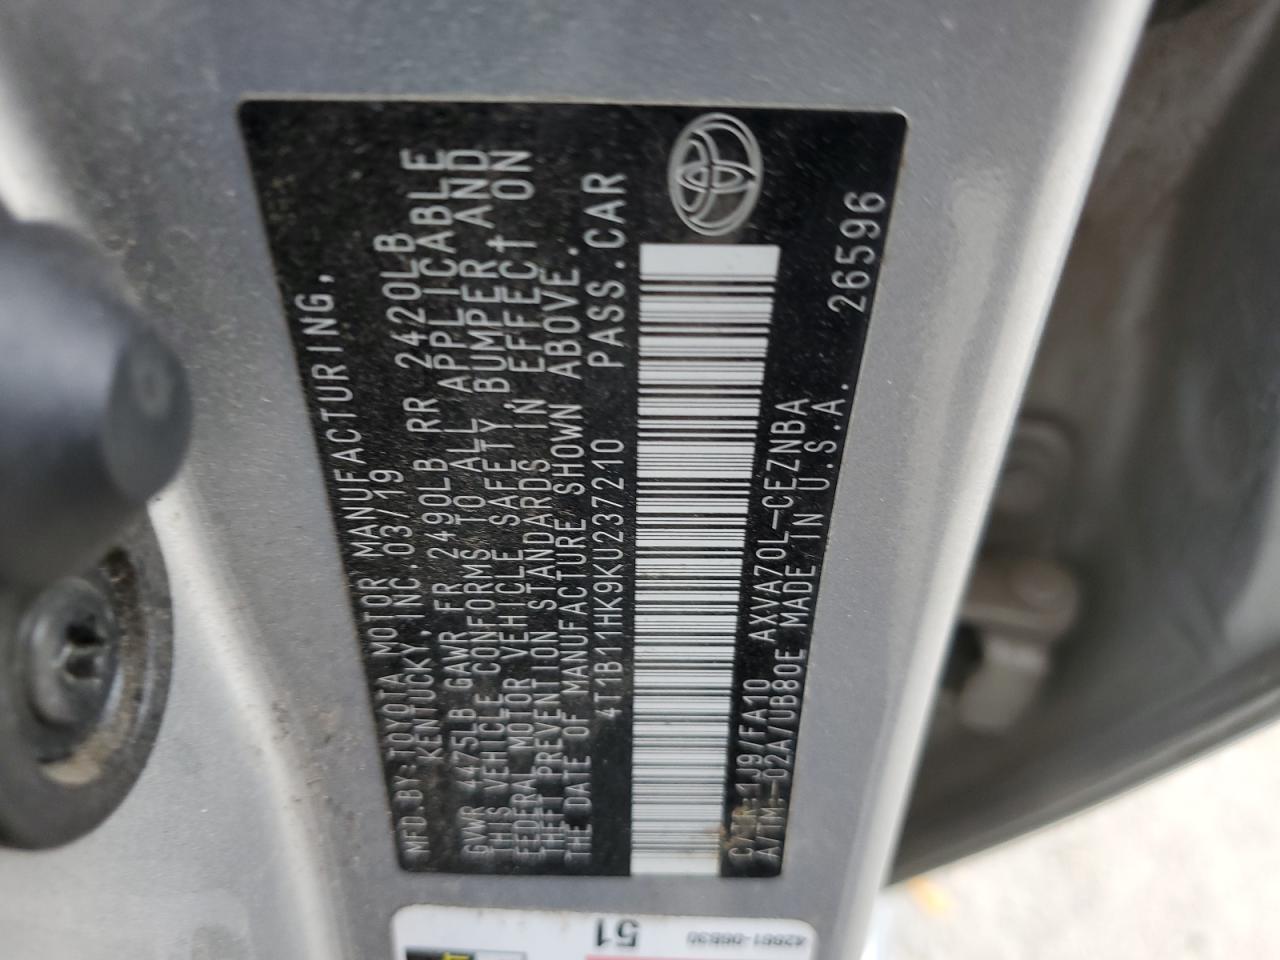 MFD.BY:TOYOTA MOTOR MANUFACTURING,
KENTUCKY, INC.03/19
GVWR 4475LB GAWR FR 2490LB RR 2420LB
THIS VEHICLE CONFORMS TO ALL APPLICABLE
FEDERAL MOTOR VEHICLE SAFETY BUMPER AND
THEFT PREVENTION STANDARDS IN EFFECT ON
THE DATE OF MANUFACTURE SHOWN ABOVE.
4T1B11HK9KU237210 PASS.CAR
C/TR:1J9/FA10 AXVA70L-CEZNBA
A/TM:-02A/UB80E MADE IN U.S.A. 26596
51
42661-06B30